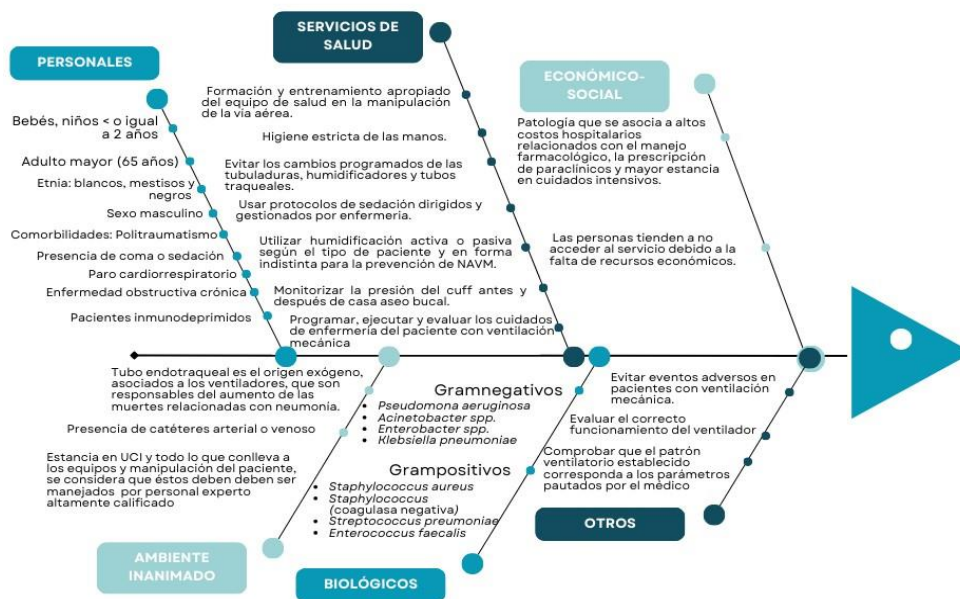 PERSONALES
Bebés, niños < o igual
a 2 años
Adulto mayor (65 años)
Etnia: blancos, mestisos y
negros
Sexo masculino
Comorbilidades: Politraumatismo
Presencia de coma o sedación
Paro cardiorrespiratorio
Enfermedad obstructiva crónica
Pacientes inmunodeprimidos
SERVICIOS DE
SALUD
Formación y entrenamiento apropiado
del equipo de salud en la manipulación
de la vía aérea.
Higiene estricta de las manos.
Evitar los cambios programados de las
tubuladuras, humidificadores y tubos
traqueales.
Usar protocolos de sedación dirigidos y
gestionados por enfermería.
Utilizar humidificación activa o pasiva
según el tipo de paciente y en forma
indistinta para la prevención de NAVM.
Monitorizar la presión del cuff antes y
después de casa aseo bucal.
Programar, ejecutar y evaluar los cuidados
de enfermería del paciente con ventilación
mecánica
ECONÓMICO-
SOCIAL
Patología que se asocia a altos
costos hospitalarios
relacionados con el manejo
farmacológico, la prescripción
de paraclínicos y mayor estancia
en cuidados intensivos.
Las personas tienden a no
acceder al servicio debido a la
falta de recursos económicos.
Tubo endotraqueal es el origen exógeno,
asociados a los ventiladores, que son
responsables del aumento de las
muertes relacionadas con neumonía.
Presencia de catéteres arterial o venoso
Estancia en UCI y todo lo que conlleva a
los equipos y manipulación del paciente,
se considera que éstos deben deben ser
manejados por personal experto
altamente calificado
AMBIENTE
INANIMADO
Gramnegativos
• Pseudomona aeruginosa
• Acinetobacter spp.
• Enterobacter spp.
• Klebsiella pneumoniae
Grampositivos
• Staphylococcus aureus
• Staphylococcus
(coagulasa negativa)
• Streptococcus preumoniae
• Enterococcus faecalis
BIOLÓGICOS
Evitar eventos adversos en
pacientes con ventilación
mecánica.
Evaluar el correcto
funcionamiento del ventilador
Comprobar que el patrón
ventilatorio establecido
corresponda a los parámetros
pautados por el médico
OTROS